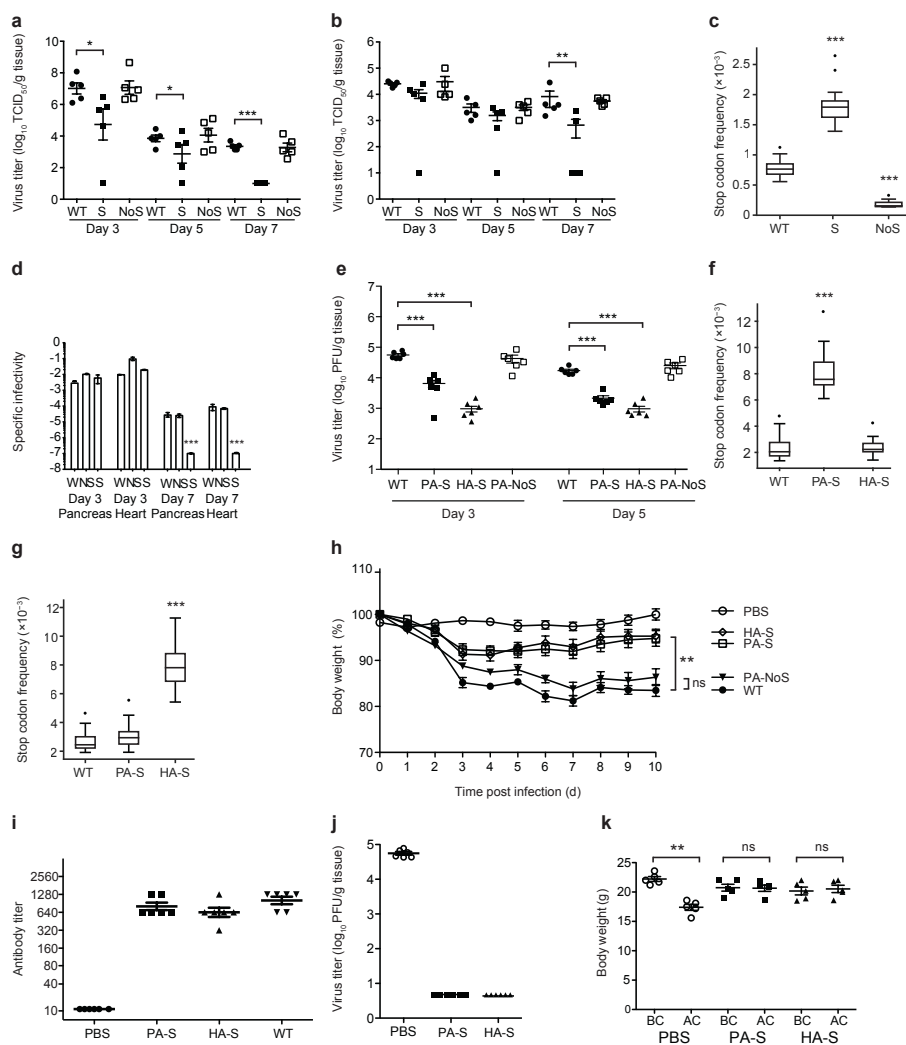 a
Virus titer (log10 TCID50/g tissue)
10
8
6
4
2
0
*
*
***
WT S NoS WT S NoS WT S NoS
Day 3 Day 5 Day 7
b
Virus titer (log10 TCID50/g tissue)
6
5
4
3
2
1
0
**
WT S NoS WT S NoS WT S NoS
Day 3 Day 5 Day 7
c
Stop codon frequency (×10−3)
3
2
1.5
1
0.5
0
***
***
WT S NoS
d
Specific infectivity
0
-1
-2
-3
-4
-5
-6
-7
-8
***
***
WNSS WNSS WNSS WNSS
Day 3 Day 3 Day 7 Day 7
Pancreas Heart Pancreas Heart
e
Virus titer (log10 PFU/g tissue)
7
6
5
4
3
2
1
***
***
***
***
WT PA-S HA-S PA-NoS WT PA-S HA-S PA-NoS
Day 3 Day 5
f
Stop codon frequency (×10−3)
12
10
8
6
4
2
***
WT PA-S HA-S
g
Stop codon frequency (×10−3)
12
10
8
6
4
2
***
WT PA-S HA-S
h
Body weight (%)
110
100
90
80
70
0 1 2 3 4 5 6 7 8 9 10
Time post infection (d)
PBS
HA-S
PA-S
**
PA-NoS
ns
WT
i
Antibody titer
2560
1280
640
320
160
80
40
10
PBS PA-S HA-S WT
j
Virus titer (log10 PFU/g tissue)
5
4
3
2
1
0
PBS PA-S HA-S
k
Body weight (g)
25
20
15
10
5
0
** ns ns
BC AC BC AC BC AC
PBS PA-S HA-S